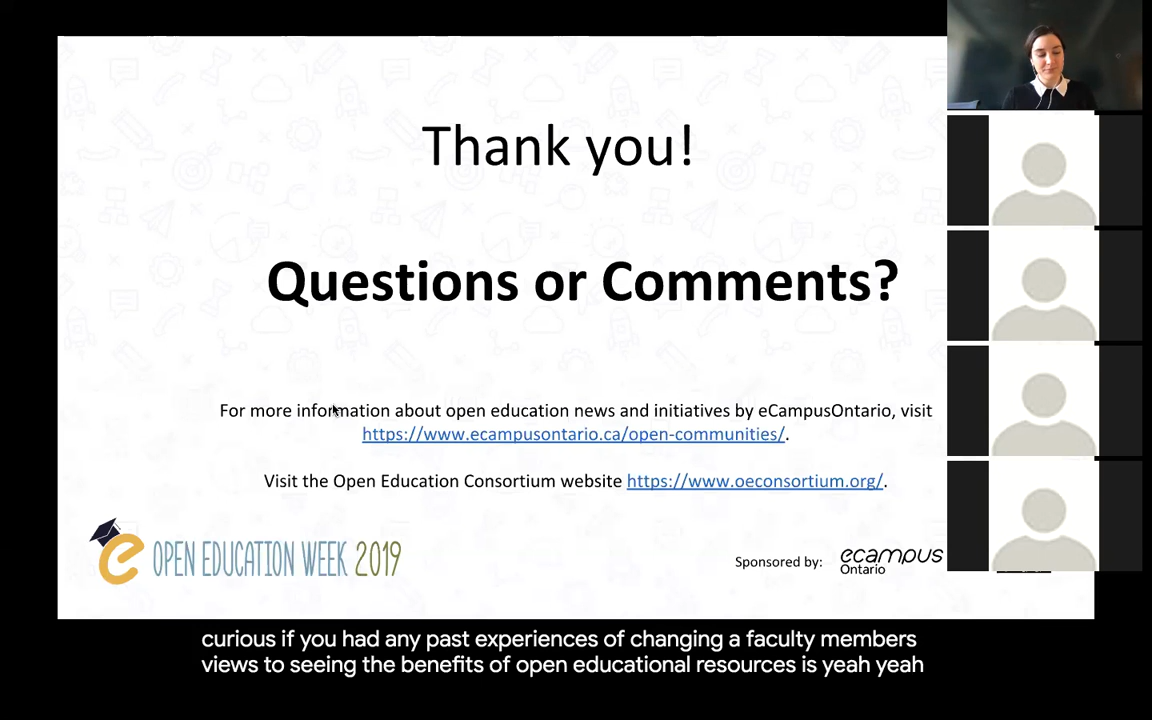 Thank you!
Questions or Comments?
For more information about open education news and initiatives by eCampusOntario, visit
https://www.ecampusontario.ca/open-communities/.
Visit the Open Education Consortium website https://www.oeconsortium.org/.
e OPEN EDUCATION WEEK 2019
Sponsored by: ecampus
Ontario
curious if you had any past experiences of changing a faculty members
views to seeing the benefits of open educational resources is yeah yeah